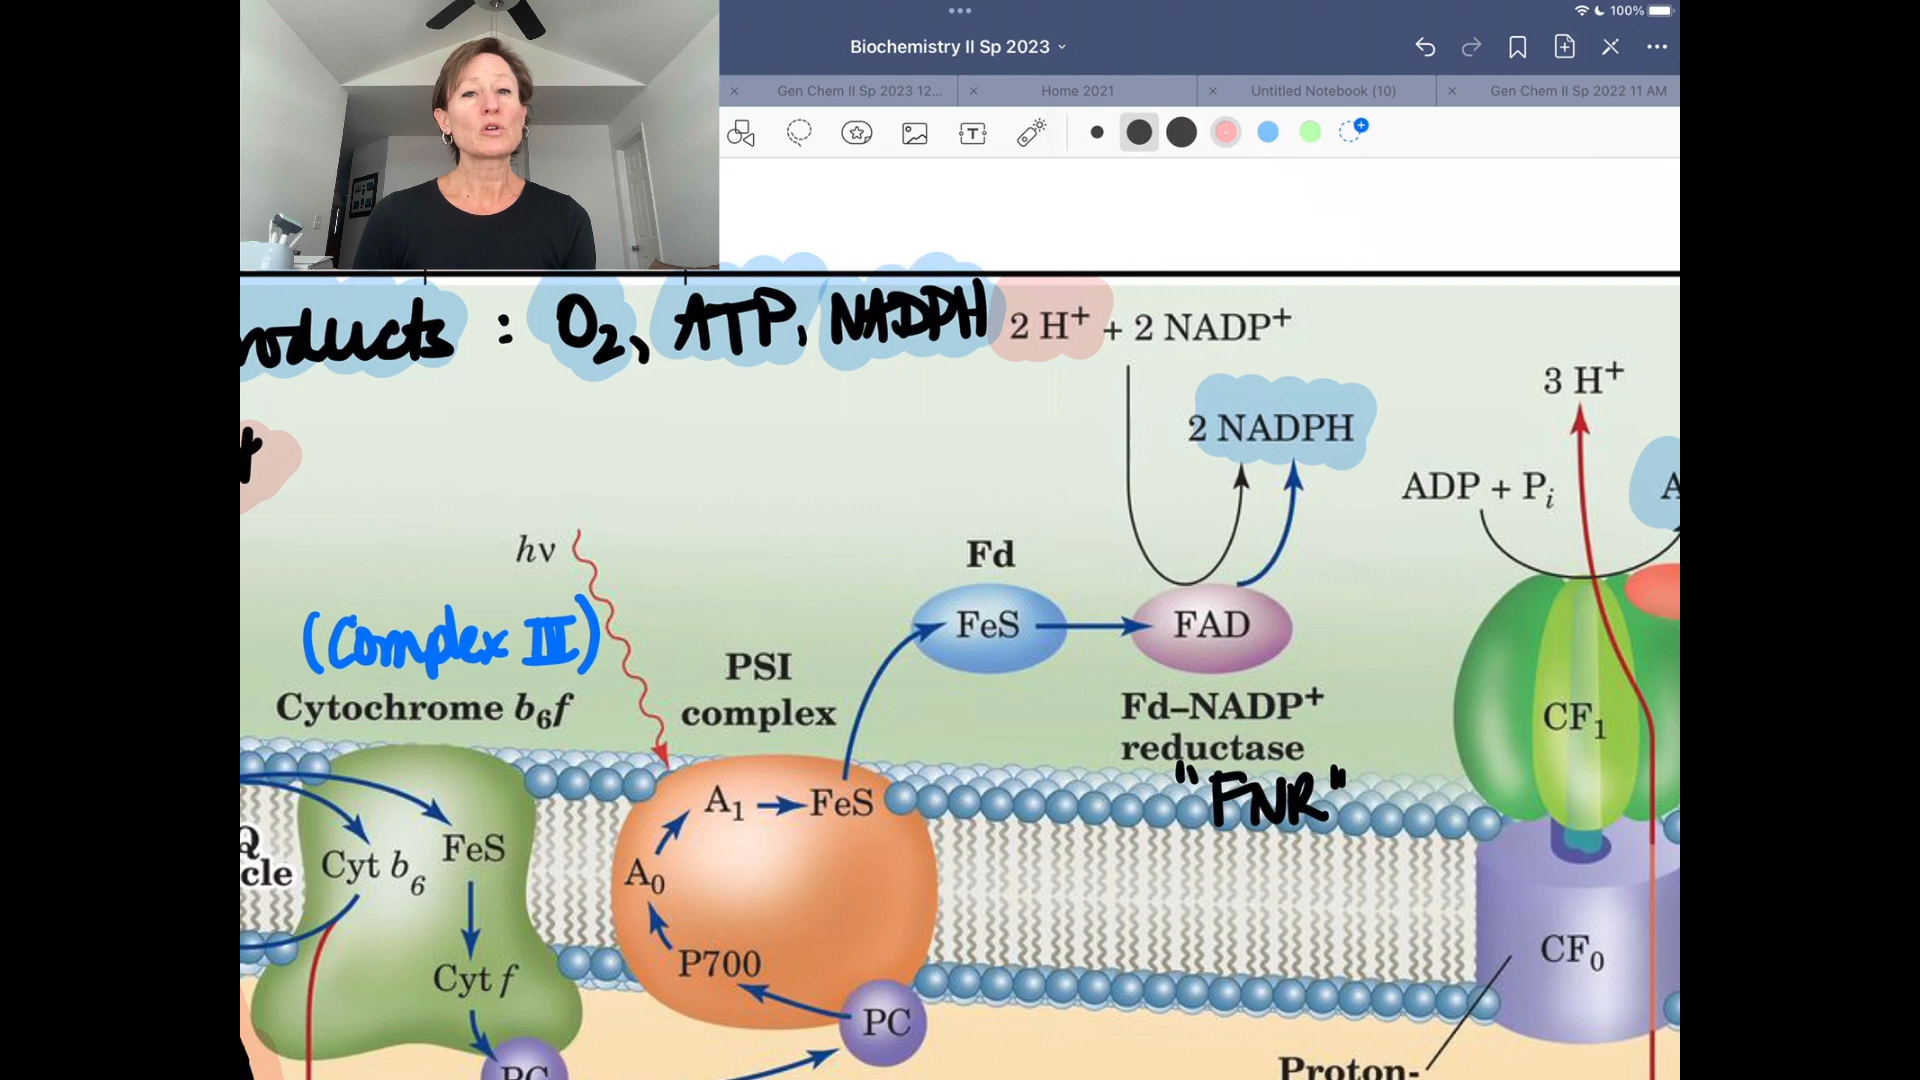 100%
Biochemistry II Sp 2023
Gen Chem II Sp 2023 12...
Home 2021
Untitled Notebook (10)
Gen Chem II Sp 2022 11 AM
roducts : O₂, ATP, NADPH
2 H⁺ + 2 NADP⁺
3 H⁺
2 NADPH
ADP + Pᵢ
A
hν
Fd
(Complex III)
FeS
FAD
PSI
complex
Cytochrome b₆f
Fd–NADP⁺
reductase
"FNR"
CF₁
A₁
FeS
Q
cle
Cyt b₆
FeS
A₀
P700
CF₀
Cyt f
PC
PC
Proton-